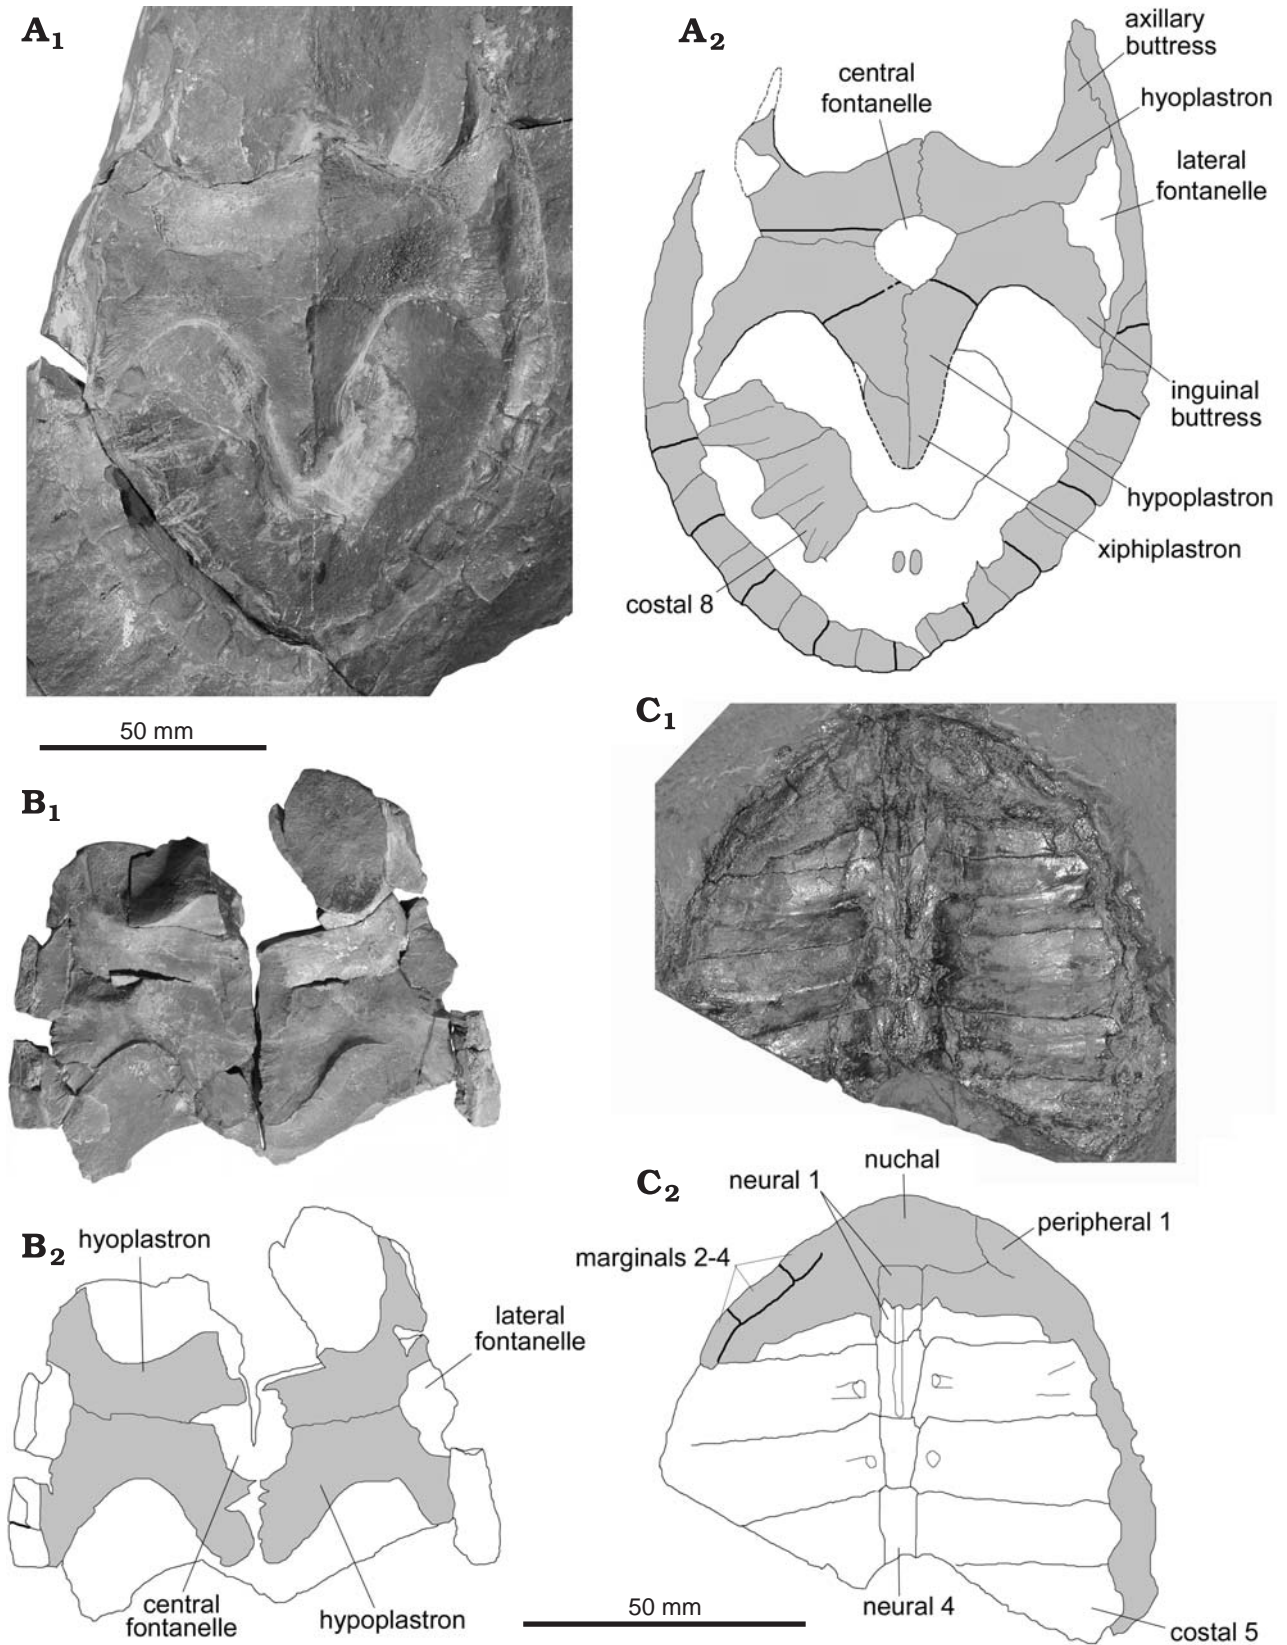 A1
A2
axillary
buttress
central
fontanelle
hyoplastron
lateral
fontanelle
inguinal
buttress
hypoplastron
xiphiplastron
costal 8
50 mm
B1
C1
B2
hyoplastron
lateral
fontanelle
central
fontanelle
hypoplastron
C2
nuchal
neural 1
peripheral 1
marginals 2-4
neural 4
costal 5
50 mm